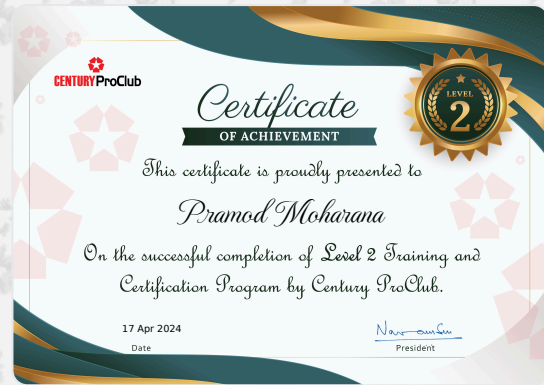 CENTURY ProClub
Certificate
OF ACHIEVEMENT
LEVEL
2
This certificate is proudly presented to
Pramod Moharana
On the successful completion of Level 2 Training and
Certification Program by Century ProClub.
17 Apr 2024
Date
President